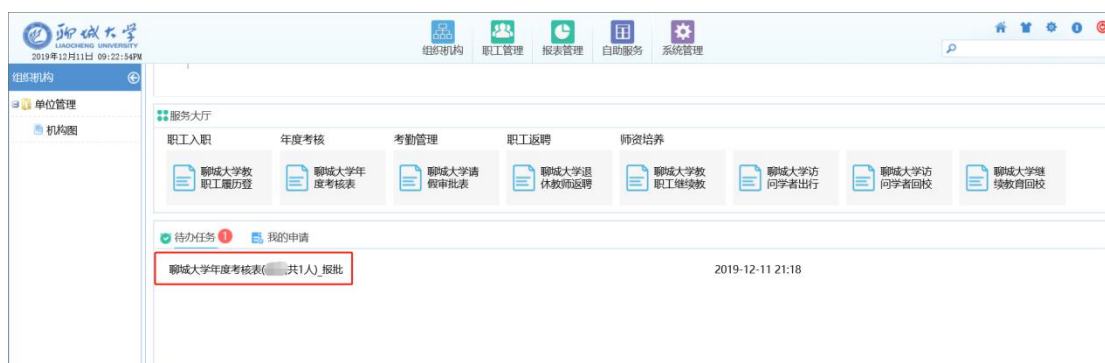 聊城大学
LIAOCHENG UNIVERSITY
2019年12月11日 09:22:54PM
组织机构 职工管理 报表管理 自助服务 系统管理
组织机构
单位管理
机构图
服务大厅
职工入职 年度考核 考勤管理 职工返聘 师资培养
聊城大学教
职工履历登
聊城大学年
度考核表
聊城大学请
假审批表
聊城大学退
休教师返聘
聊城大学教
职工继续教
聊城大学访
问学者出行
聊城大学访
问学者回校
聊城大学继
续教育回校
待办任务 1 我的申请
聊城大学年度考核表( 共1人)_报批 2019-12-11 21:18